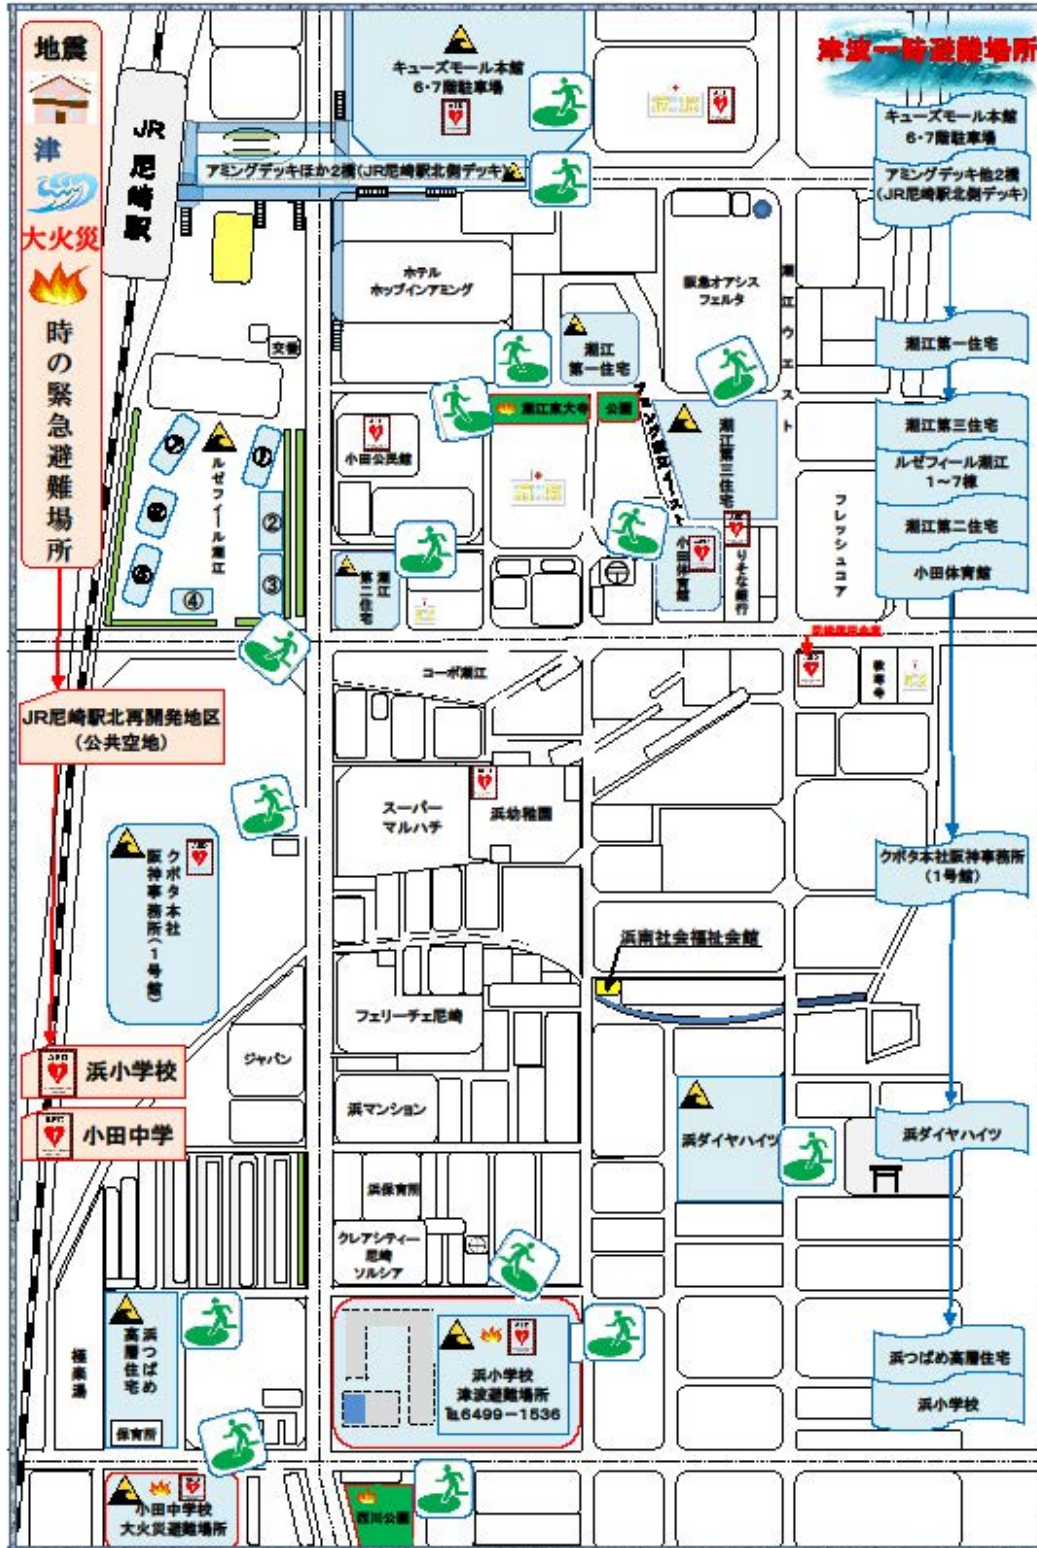 地震
津
大火災
時の緊急避難場所
JR尼崎駅北再開発地区
(公共空地)
浜小学校
小田中学
JR
尼崎
キューズモール本館
6・7階駐車場
アミングデッキほか2橋(JR尼崎駅北側デッキ)
ホテル
ホップインアミング
阪急オアシス
フェルタ
潮江ウエスト
交番
潮江
第一住宅
潮江東大寺
公園
小田公民館
潮江第三住宅
ルゼフィール潮江
②
③
④
潮江
第二住宅
小田
体育館
りそな銀行
フレッシュコア
コーポ潮江
スーパー
マルハチ
浜幼稚園
クボタ本社
阪神事務所(1号館)
浜南社会福祉会館
フェリーチェ尼崎
ジャパン
浜マンション
浜ダイヤハイツ
浜保育所
クレアシティー
尼崎
ソルシア
極楽湯
浜つばめ
高層住宅
保育所
浜小学校
津波避難場所
℡6499-1536
小田中学校
大火災避難場所
西川公園
津波一時避難場所
キューズモール本館
6・7階駐車場
アミングデッキ他2橋
(JR尼崎駅北側デッキ)
潮江第一住宅
潮江第三住宅
ルゼフィール潮江
1～7棟
潮江第二住宅
小田体育館
クボタ本社阪神事務所
(1号館)
浜ダイヤハイツ
浜つばめ高層住宅
浜小学校